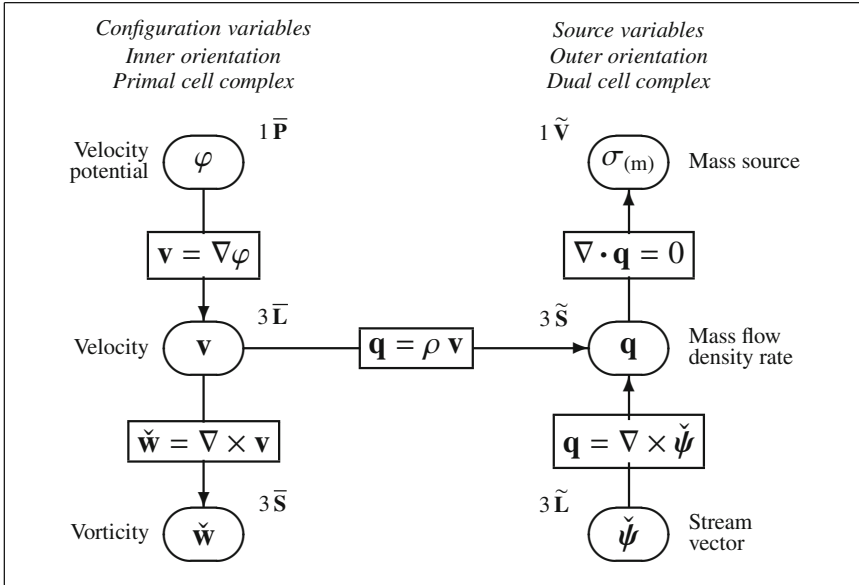 Configuration variables
Inner orientation
Primal cell complex
Source variables
Outer orientation
Dual cell complex
Velocity
potential
1 P̅
φ
1 Ṽ
σ(m)
Mass source
v = ∇φ
∇ · q = 0
Velocity
3 L̅
v
q = ρ v
3 S̃
q
Mass flow
density rate
w̌ = ∇ × v
q = ∇ × ψ̌
Vorticity
3 S̅
w̌
3 L̃
ψ̌
Stream
vector